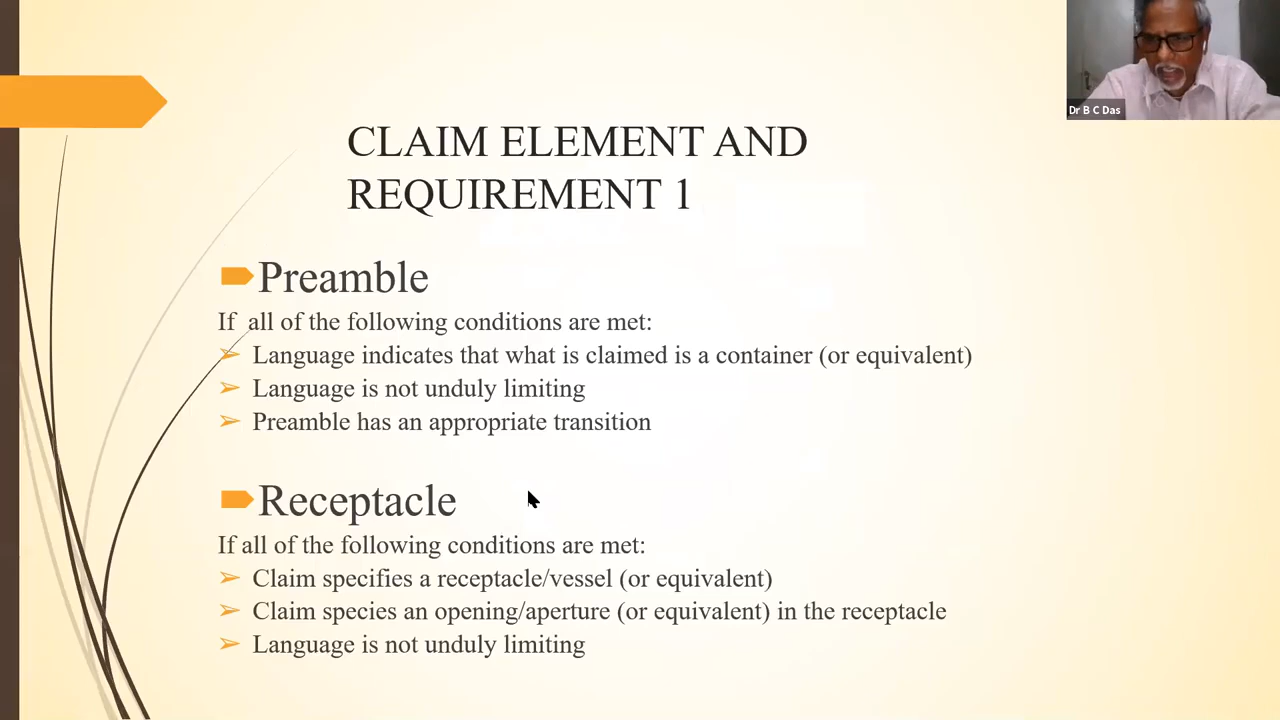 Dr B C Das
CLAIM ELEMENT AND
REQUIREMENT 1
Preamble
If all of the following conditions are met:
Language indicates that what is claimed is a container (or equivalent)
Language is not unduly limiting
Preamble has an appropriate transition
Receptacle
If all of the following conditions are met:
Claim specifies a receptacle/vessel (or equivalent)
Claim species an opening/aperture (or equivalent) in the receptacle
Language is not unduly limiting